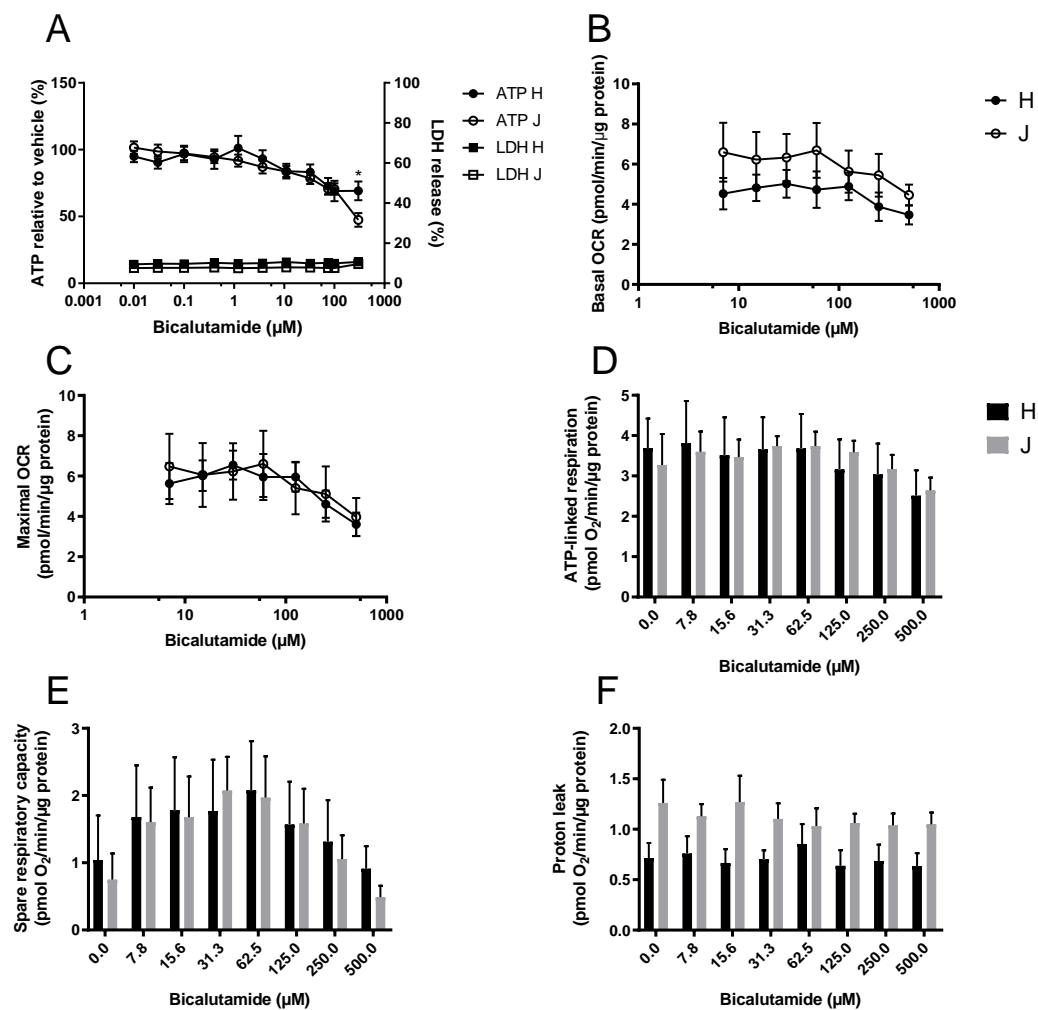 A
ATP relative to vehicle (%)
150
100
50
0
0.001
0.01
0.1
1
10
100
1000
Bicalutamide (µM)
100
80
60
40
20
0
LDH release (%)
*
ATP H
ATP J
LDH H
LDH J
B
Basal OCR (pmol/min/µg protein)
10
8
6
4
2
0
1
10
100
1000
Bicalutamide (µM)
H
J
C
Maximal OCR
(pmol/min/µg protein)
10
8
6
4
2
0
1
10
100
1000
Bicalutamide (µM)
D
ATP-linked respiration
(pmol O₂/min/µg protein)
5
4
3
2
1
0
0.0
7.8
15.6
31.3
62.5
125.0
250.0
500.0
Bicalutamide (µM)
H
J
E
Spare respiratory capacity
(pmol O₂/min/µg protein)
3
2
1
0
0.0
7.8
15.6
31.3
62.5
125.0
250.0
500.0
Bicalutamide (µM)
F
Proton leak
(pmol O₂/min/µg protein)
2.0
1.5
1.0
0.5
0.0
0.0
7.8
15.6
31.3
62.5
125.0
250.0
500.0
Bicalutamide (µM)